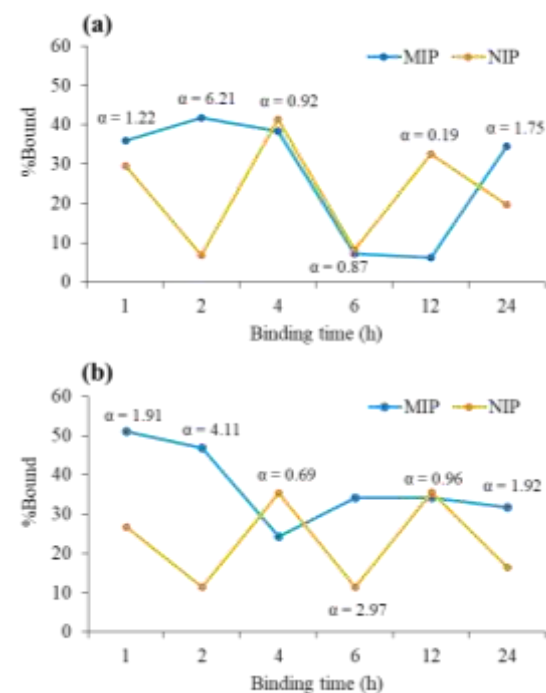 (a)
60
50
40
30
20
10
0
%Bound
MIP NIP
α = 1.22
α = 6.21
α = 0.92
α = 0.87
α = 0.19
α = 1.75
1 2 4 6 12 24
Binding time (h)
(b)
60
50
40
30
20
10
0
%Bound
MIP NIP
α = 1.91
α = 4.11
α = 0.69
α = 2.97
α = 0.96
α = 1.92
1 2 4 6 12 24
Binding time (h)